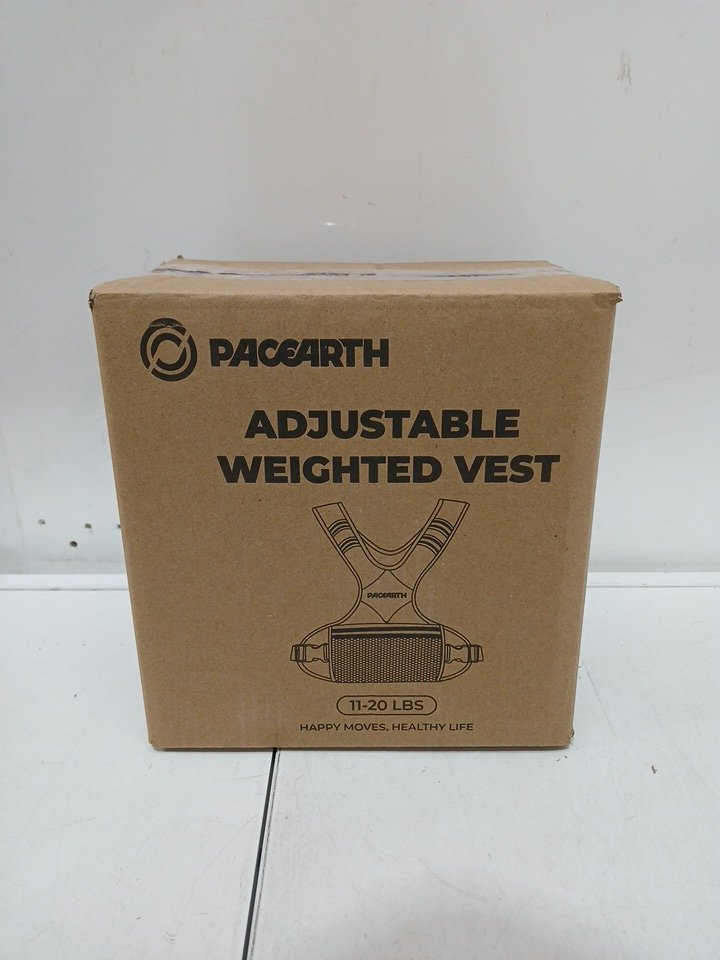 PACEARTH
ADJUSTABLE
WEIGHTED VEST
PACEARTH
11-20 LBS
HAPPY MOVES, HEALTHY LIFE